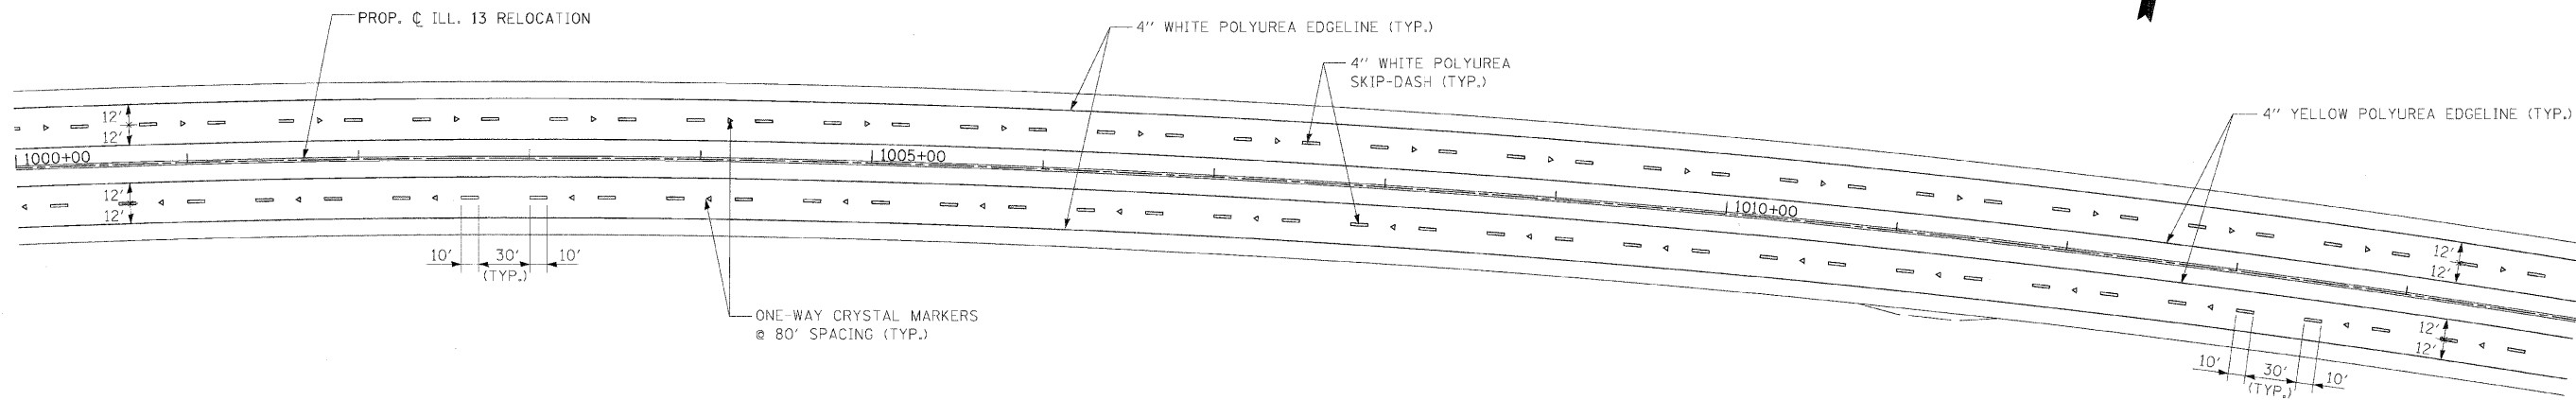 PROP. ℄ ILL. 13 RELOCATION
4" WHITE POLYUREA EDGELINE (TYP.)
4" WHITE POLYUREA
SKIP-DASH (TYP.)
4" YELLOW POLYUREA EDGELINE (TYP.)
12'
12'
1000+00
1005+00
1010+00
12'
12'
12'
12'
12'
12'
10'
30'
10'
(TYP.)
ONE-WAY CRYSTAL MARKERS
@ 80' SPACING (TYP.)
10'
30'
10'
(TYP.)